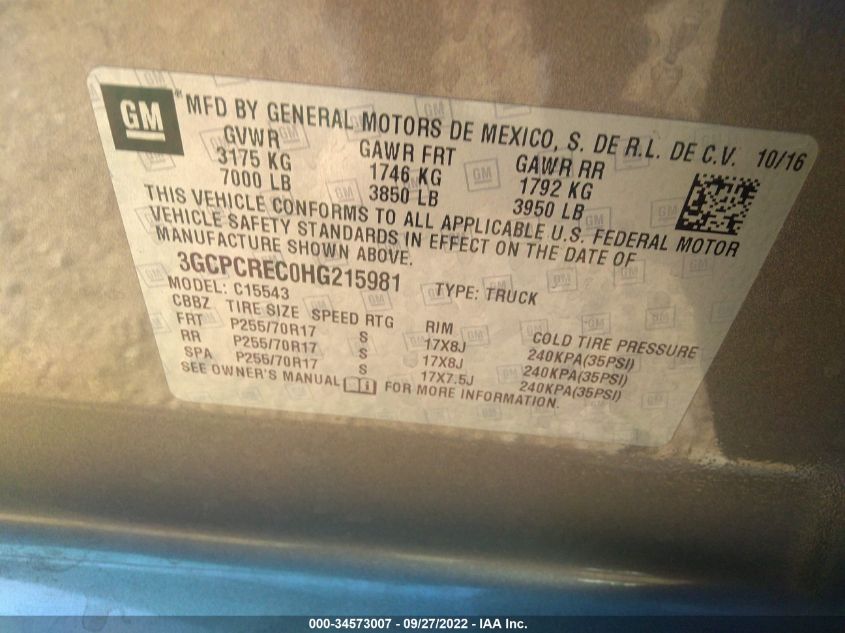 GM *MFD BY GENERAL MOTORS DE MEXICO, S. DE R.L. DE C.V. 10/16
GVWR GAWR FRT GAWR RR
3175 KG 1746 KG 1792 KG
7000 LB 3850 LB 3950 LB
THIS VEHICLE CONFORMS TO ALL APPLICABLE U.S. FEDERAL MOTOR
VEHICLE SAFETY STANDARDS IN EFFECT ON THE DATE OF
MANUFACTURE SHOWN ABOVE.
3GCPCREC0HG215981 TYPE: TRUCK
MODEL: C15543
CBBZ TIRE SIZE SPEED RTG RIM COLD TIRE PRESSURE
FRT P255/70R17 S 17X8J 240KPA(35PSI)
RR P255/70R17 S 17X8J 240KPA(35PSI)
SPA P255/70R17 S 17X7.5J 240KPA(35PSI)
SEE OWNER'S MANUAL FOR MORE INFORMATION.
000-34573007 - 09/27/2022 - IAA Inc.